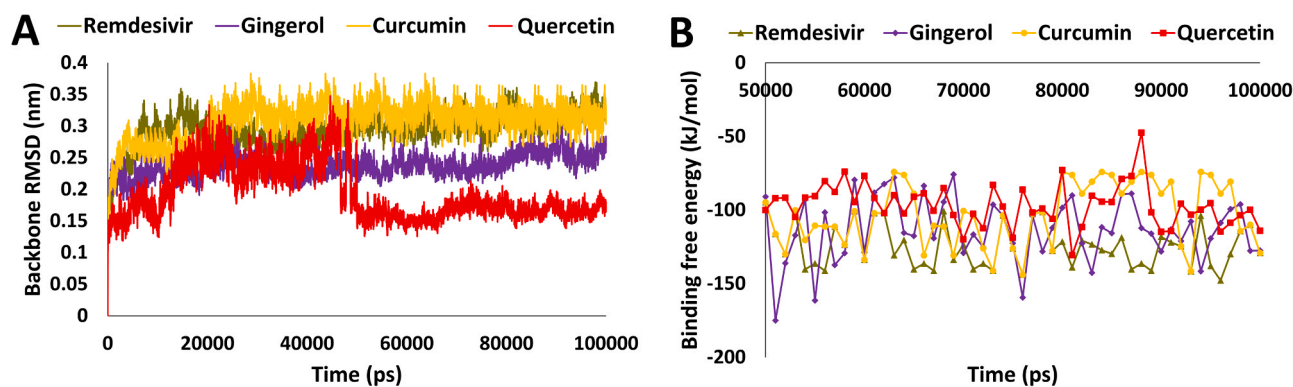 A
Remdesivir Gingerol Curcumin Quercetin
Backbone RMSD (nm)
0.4
0.35
0.3
0.25
0.2
0.15
0.1
0.05
0
0 20000 40000 60000 80000 100000
Time (ps)
B
Remdesivir Gingerol Curcumin Quercetin
Binding free energy (kJ/mol)
0
-50
-100
-150
-200
50000 60000 70000 80000 90000 100000
Time (ps)